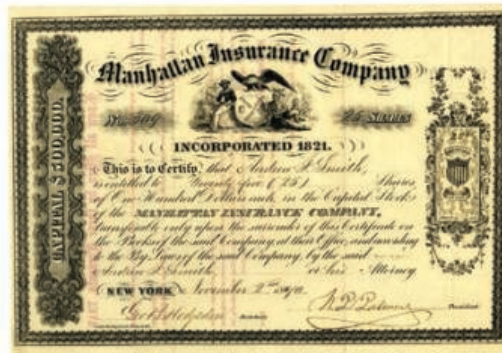 Manhattan Insurance Company
No. 509 25 SHARES
INCORPORATED 1821.
CAPITAL $500,000.
This is to Certify, that Andrew J. Smith,
is entitled to Twenty five (25) Shares
of One Hundred Dollars each, in the Capital Stock
of the MANHATTAN INSURANCE COMPANY,
Transferable only upon the surrender of this Certificate on
the Books of the said Company, at their Office, and according
to the By Laws of the said Company, by the said
Andrew J. Smith or his Attorney
NEW YORK November 2nd
Secretary President